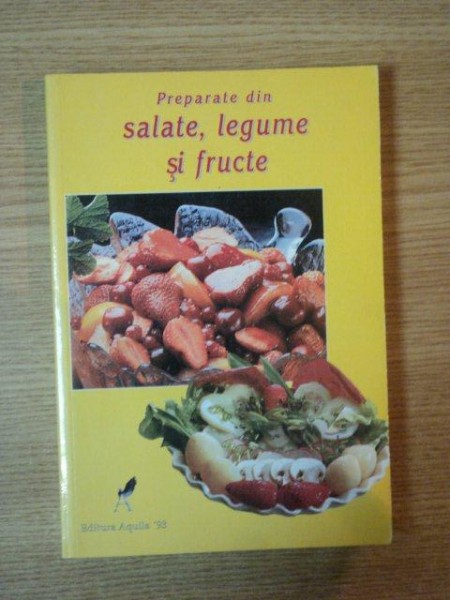 Preparate din
salate, legume
şi fructe
Editura Aquila '93